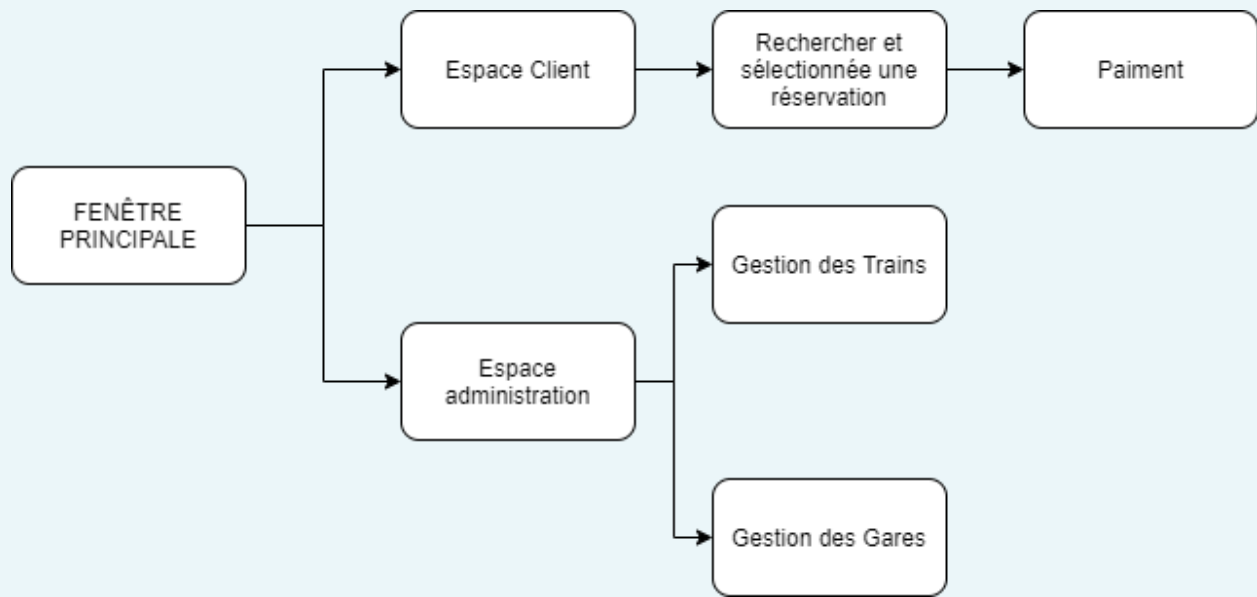 Espace Client
Rechercher et
sélectionnée une
réservation
Paiment
FENÊTRE
PRINCIPALE
Gestion des Trains
Espace
administration
Gestion des Gares